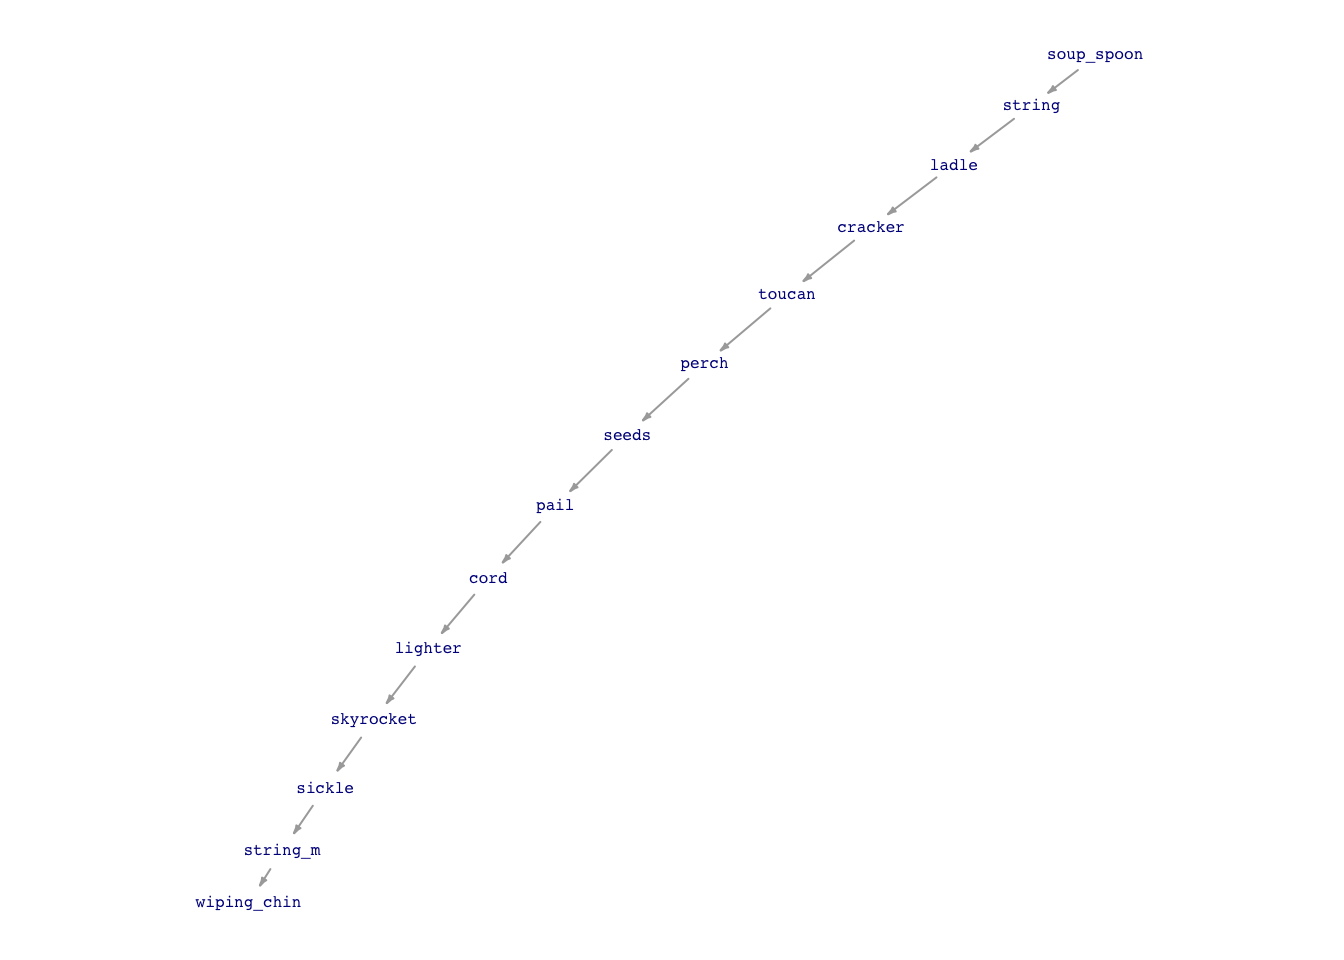 soup_spoon
string
ladle
cracker
toucan
perch
seeds
pail
cord
lighter
skyrocket
sickle
string_m
wiping_chin